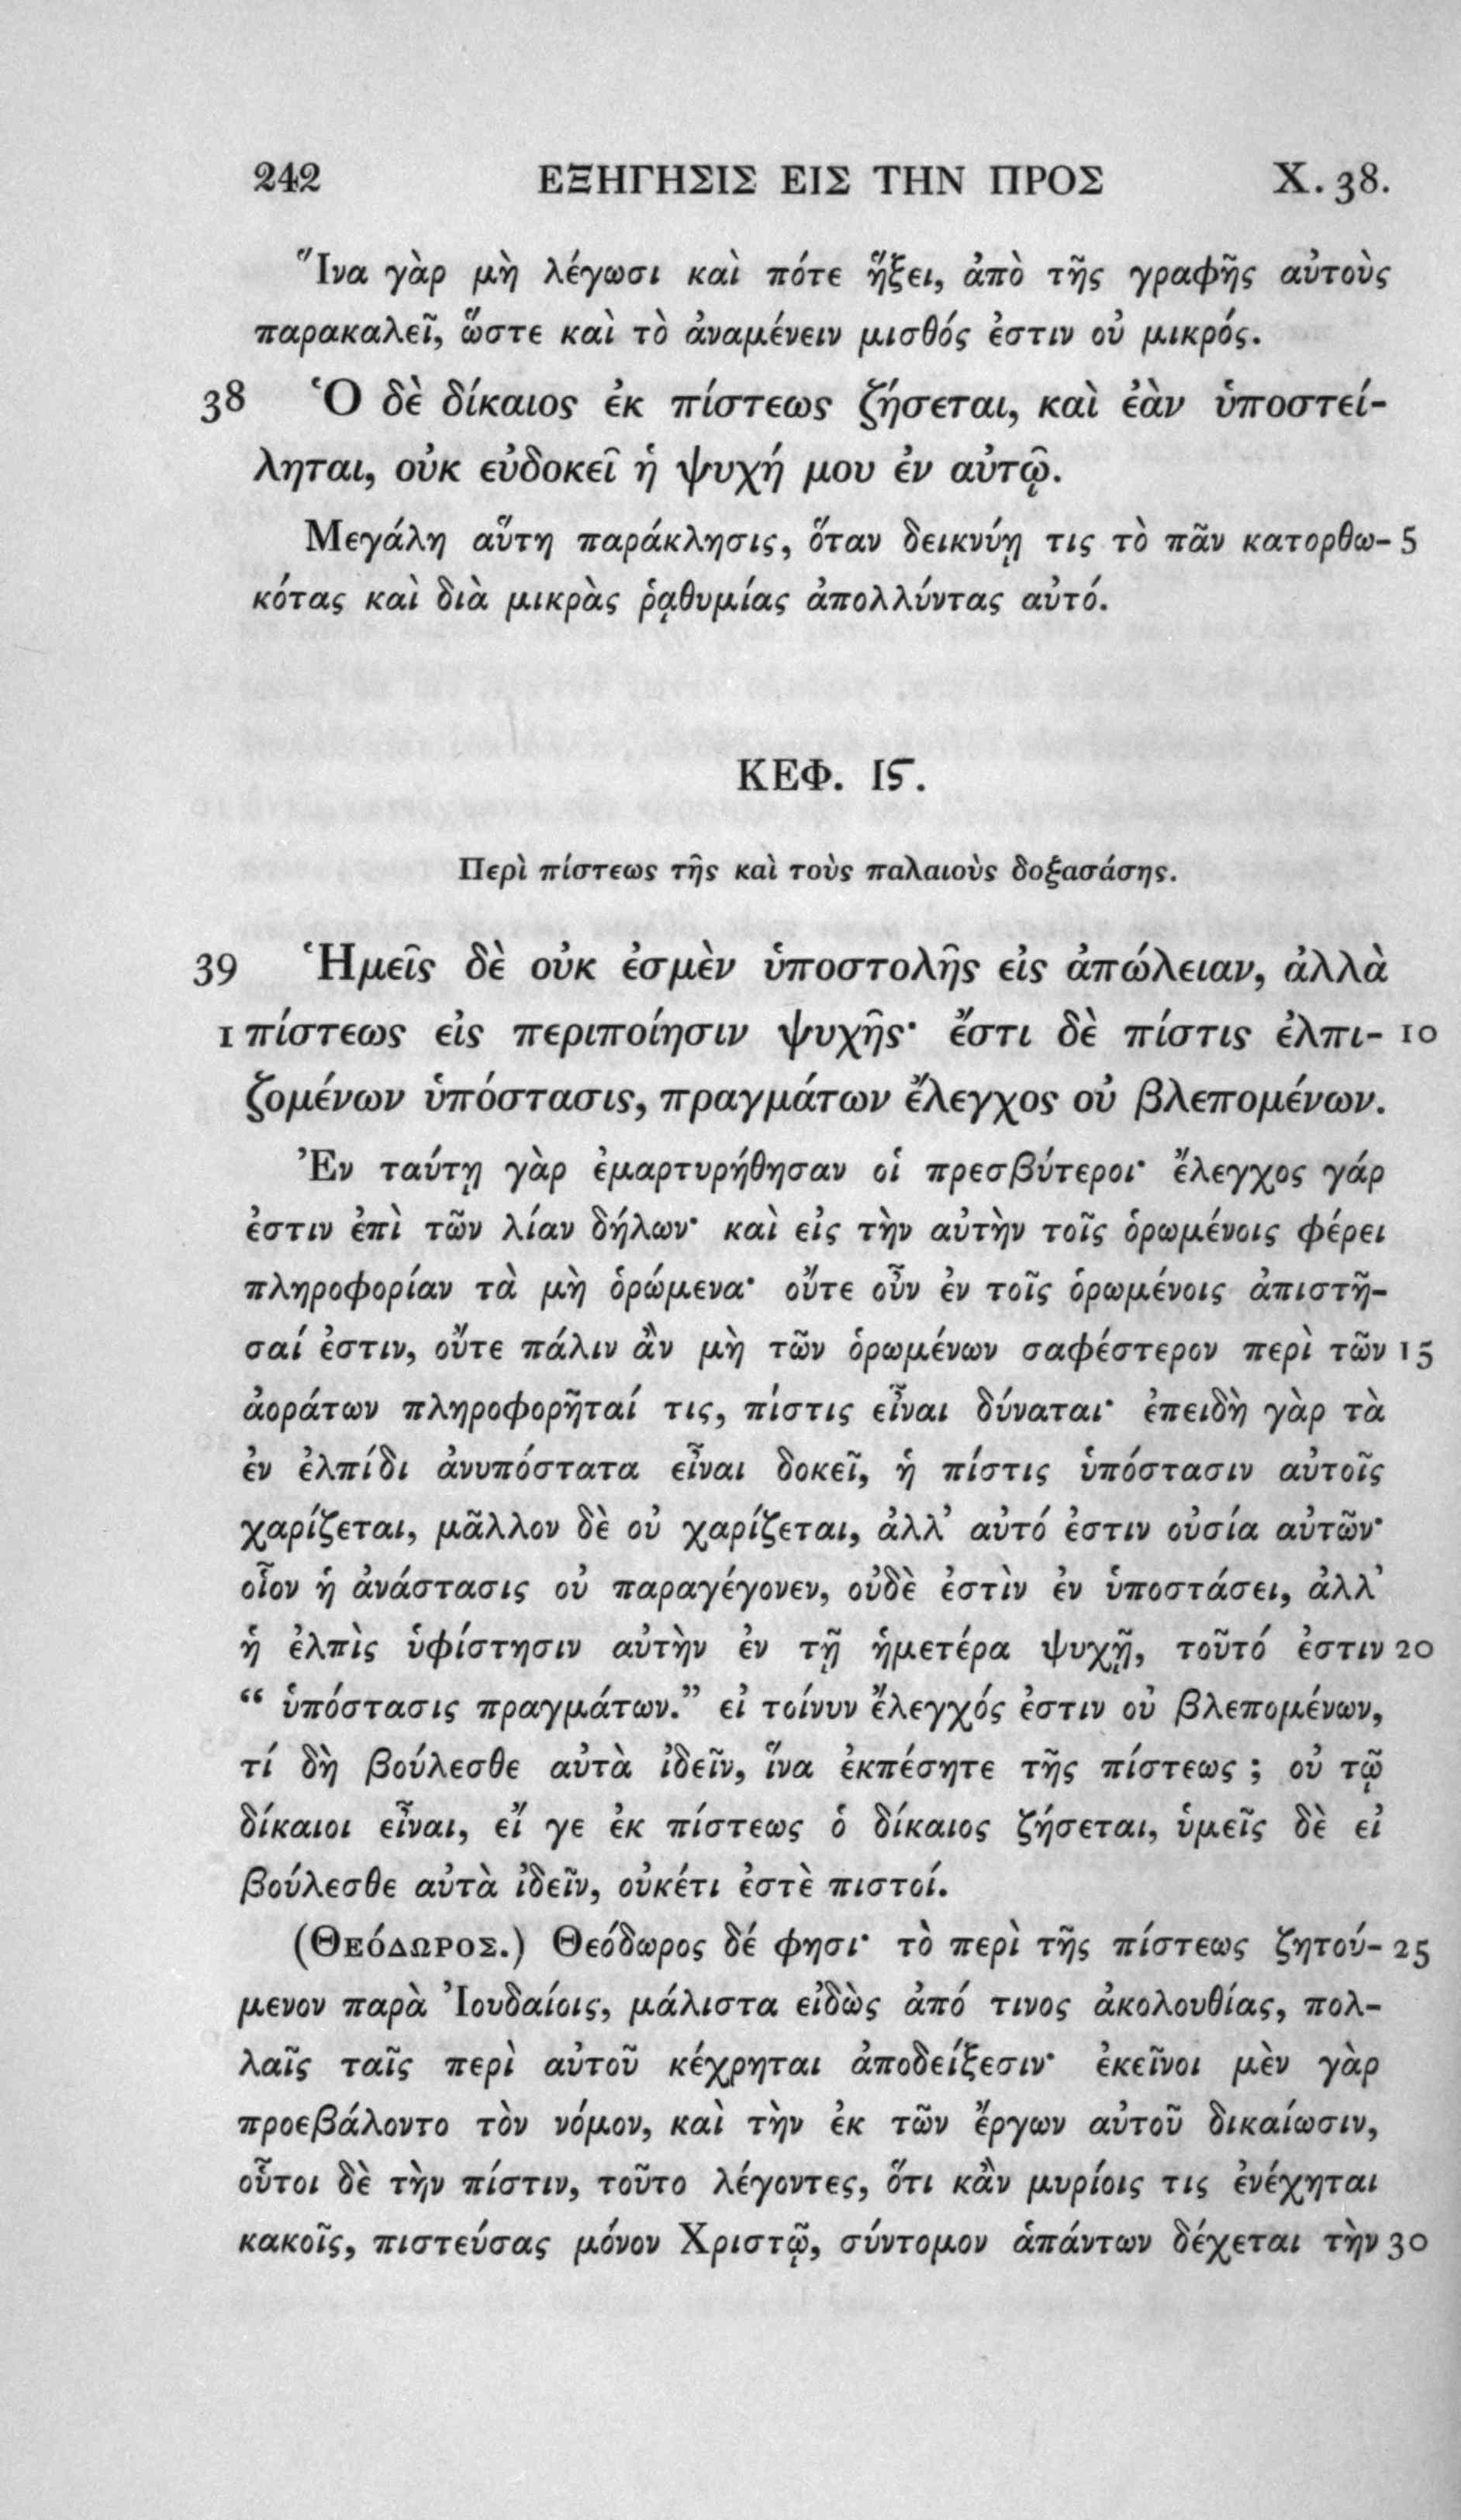 242 ΕΞΗΓΗΣΙΣ ΕΙΣ ΤΗΝ ΠΡΟΣ X. 38.
Ἵνα γὰρ μὴ λέγωσι καὶ πότε ἥξει, ἀπὸ τῆς γραφῆς αὐτοὺς
παρακαλεῖ, ὥστε καὶ τὸ ἀναμένειν μισθός ἐστιν οὐ μικρός.
38 Ὁ δὲ δίκαιος ἐκ πίστεως ζήσεται, καὶ ἐὰν ὑποστεί-
ληται, οὐκ εὐδοκεῖ ἡ ψυχή μου ἐν αὐτῷ.
Μεγάλη αὕτη παράκλησις, ὅταν δεικνύῃ τις τὸ πᾶν κατορθω- 5
κότας καὶ διὰ μικρὰς ῥᾳθυμίας ἀπολλύντας αὐτό.
ΚΕΦ. Ιϛ.
Περὶ πίστεως τῆς καὶ τοὺς παλαιοὺς δοξασάσης.
39 Ἡμεῖς δὲ οὐκ ἐσμὲν ὑποστολῆς εἰς ἀπώλειαν, ἀλλὰ
1 πίστεως εἰς περιποίησιν ψυχῆς· ἔστι δὲ πίστις ἐλπι- 10
ζομένων ὑπόστασις, πραγμάτων ἔλεγχος οὐ βλεπομένων.
Ἐν ταύτῃ γὰρ ἐμαρτυρήθησαν οἱ πρεσβύτεροι· ἔλεγχος γάρ
ἐστιν ἐπὶ τῶν λίαν δήλων· καὶ εἰς τὴν αὐτὴν τοῖς ὁρωμένοις φέρει
πληροφορίαν τὰ μὴ ὁρώμενα· οὔτε οὖν ἐν τοῖς ὁρωμένοις ἀπιστῆ-
σαί ἐστιν, οὔτε πάλιν ἂν μὴ τῶν ὁρωμένων σαφέστερον περὶ τῶν 15
ἀοράτων πληροφορῆταί τις, πίστις εἶναι δύναται· ἐπειδὴ γὰρ τὰ
ἐν ἐλπίδι ἀνυπόστατα εἶναι δοκεῖ, ἡ πίστις ὑπόστασιν αὐτοῖς
χαρίζεται, μᾶλλον δὲ οὐ χαρίζεται, ἀλλ᾽ αὐτό ἐστιν οὐσία αὐτῶν·
οἷον ἡ ἀνάστασις οὐ παραγέγονεν, οὐδὲ ἐστὶν ἐν ὑποστάσει, ἀλλ᾽
ἡ ἐλπὶς ὑφίστησιν αὐτὴν ἐν τῇ ἡμετέρα ψυχῇ, τοῦτό ἐστιν 20
“ ὑπόστασις πραγμάτων.” εἰ τοίνυν ἔλεγχός ἐστιν οὐ βλεπομένων,
τί δὴ βούλεσθε αὐτὰ ἰδεῖν, ἵνα ἐκπέσητε τῆς πίστεως ; οὐ τῷ
δίκαιοι εἶναι, εἴ γε ἐκ πίστεως ὁ δίκαιος ζήσεται, ὑμεῖς δὲ εἰ
βούλεσθε αὐτὰ ἰδεῖν, οὐκέτι ἐστὲ πιστοί.
(ΘΕόΔΩΡΟΣ.) Θεόδωρος δέ φησι· τὸ περὶ τῆς πίστεως ζητού- 25
μενον παρὰ Ἰουδαίοις, μάλιστα εἰδὼς ἀπό τινος ἀκολουθίας, πολ-
λαῖς ταῖς περὶ αὐτοῦ κέχρηται ἀποδείξεσιν· ἐκεῖνοι μὲν γὰρ
προεβάλοντο τὸν νόμον, καὶ τὴν ἐκ τῶν ἔργων αὐτοῦ δικαίωσιν,
οὗτοι δὲ τὴν πίστιν, τοῦτο λέγοντες, ὅτι κἂν μυρίοις τις ἐνέχηται
κακοῖς, πιστεύσας μόνον Χριστῷ, σύντομον ἁπάντων δέχεται τὴν 30